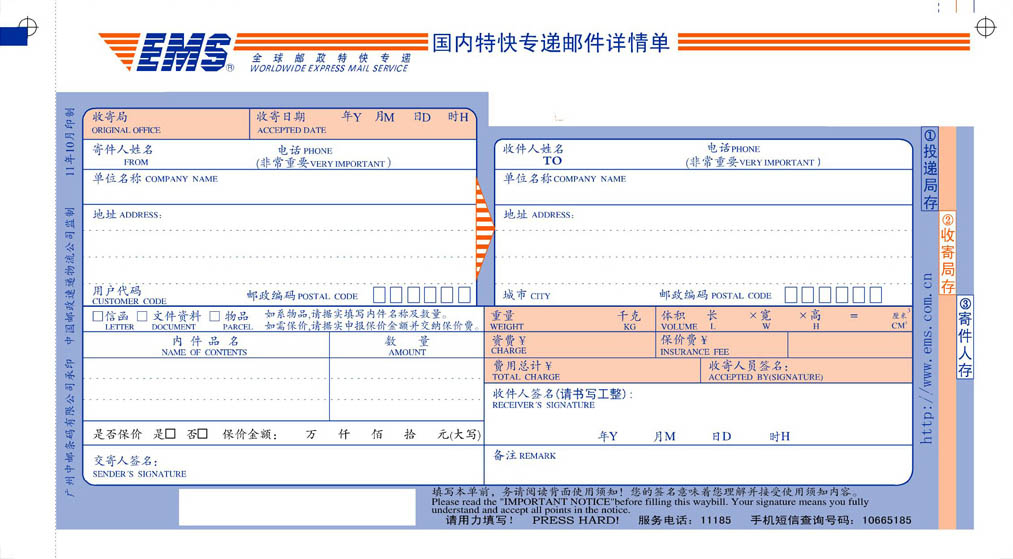 EMS®
全球邮政特快专递
WORLDWIDE EXPRESS MAIL SERVICE
国内特快专递邮件详情单
11年10月印制
中国邮政速递物流公司监制
广州中邮条码有限公司承印
收寄局
ORIGINAL OFFICE
收寄日期 年Y 月M 日D 时H
ACCEPTED DATE
寄件人姓名
FROM
电话PHONE
(非常重要VERY IMPORTANT)
单位名称 COMPANY NAME
地址 ADDRESS:
用户代码
CUSTOMER CODE
邮政编码 POSTAL CODE
收件人姓名
TO
电话PHONE
(非常重要VERY IMPORTANT)
单位名称COMPANY NAME
地址 ADDRESS:
城市 CITY
邮政编码 POSTAL CODE
□信函 □文件资料 □物品
LETTER DOCUMENT PARCEL
如系物品,请据实填写内件名称及数量。
如需保价,请据实申报保价金额并交纳保价费。
内件品名
NAME OF CONTENTS
数量
AMOUNT
是否保价 是□ 否□ 保价金额: 万 仟 佰 拾 元(大写)
交寄人签名:
SENDER'S SIGNATURE
重量 千克
WEIGHT KG
体积 长 ×宽 ×高 = 厘米³
VOLUME L W H CM³
资费¥
CHARGE
保价费¥
INSURANCE FEE
费用总计¥
TOTAL CHARGE
收寄人员签名:
ACCEPTED BY(SIGNATURE)
收件人签名(请书写工整):
RECEIVER'S SIGNATURE
年Y 月M 日D 时H
备注 REMARK
①投递局存
②收寄局存
③寄件人存
http://www.ems.com.cn
填写本单前，务请阅读背面使用须知！您的签名意味着您理解并接受使用须知内容。
Please read the "IMPORTANT NOTICE"before filling this waybill. Your signature means you fully
understand and accept all points in the notice.
请用力填写! PRESS HARD! 服务电话: 11185 手机短信查询号码: 10665185